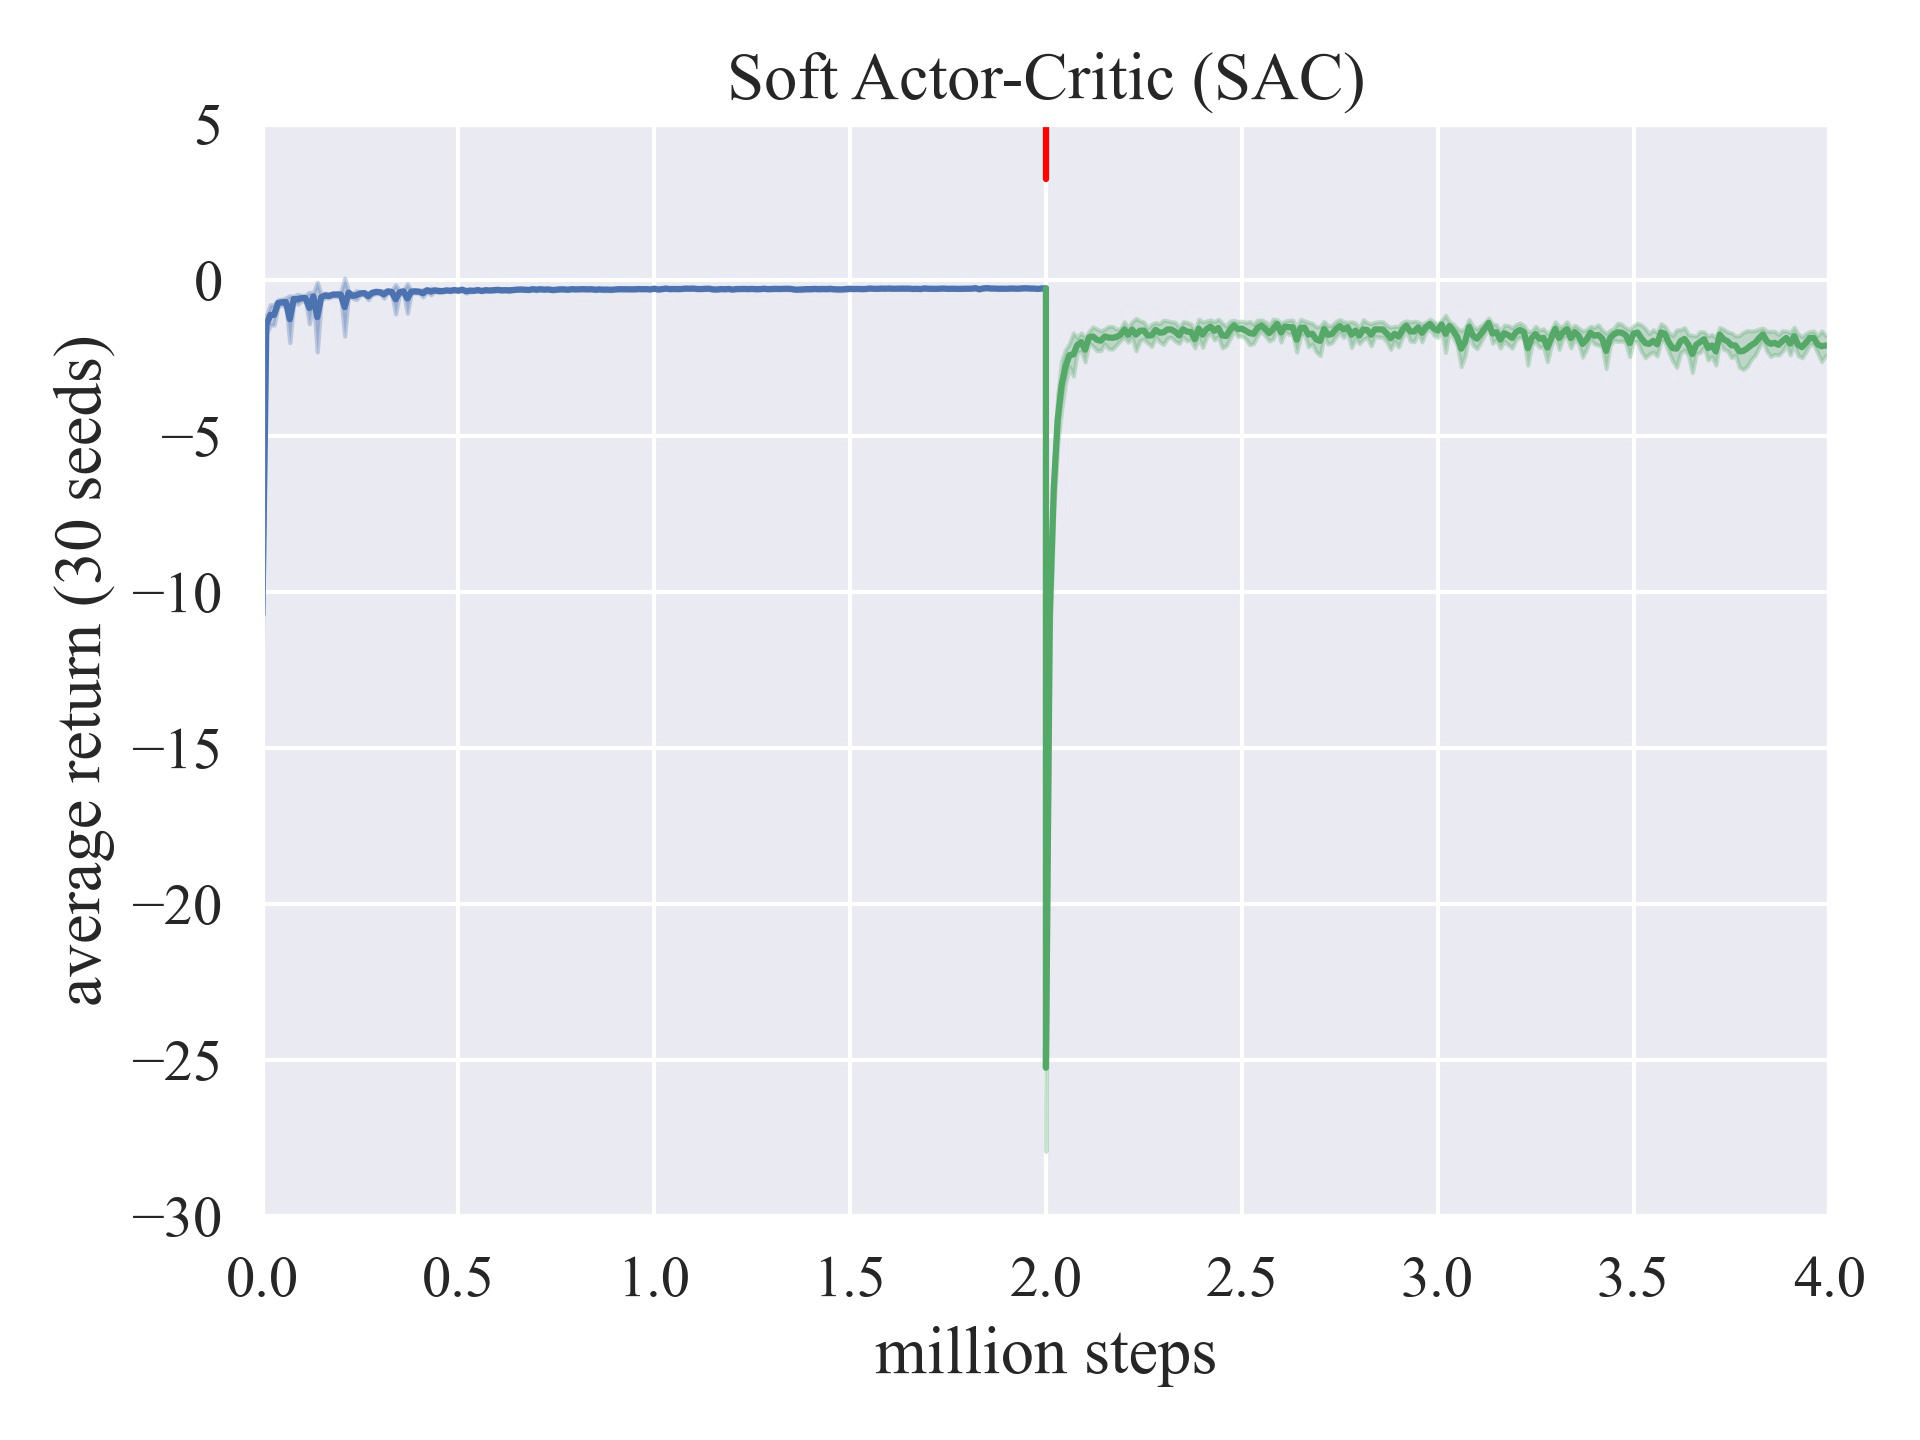 Soft Actor-Critic (SAC)
average return (30 seeds)
5
0
−5
−10
−15
−20
−25
−30
0.0 0.5 1.0 1.5 2.0 2.5 3.0 3.5 4.0
million steps